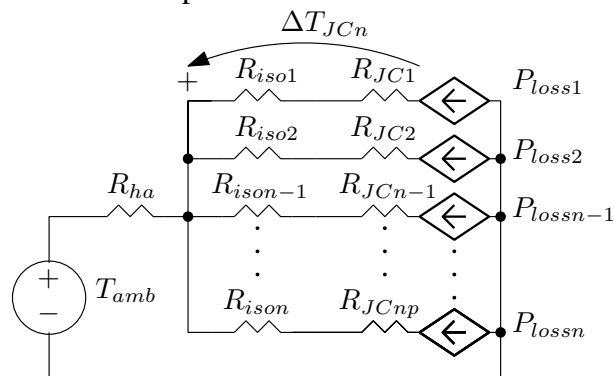 ΔT_{JCn}
+ R_{iso1} R_{JC1} P_{loss1}
R_{iso2} R_{JC2} P_{loss2}
R_{ha} R_{ison−1} R_{JCn−1} P_{lossn−1}
+
− T_{amb}
R_{ison} R_{JCnp} P_{lossn}